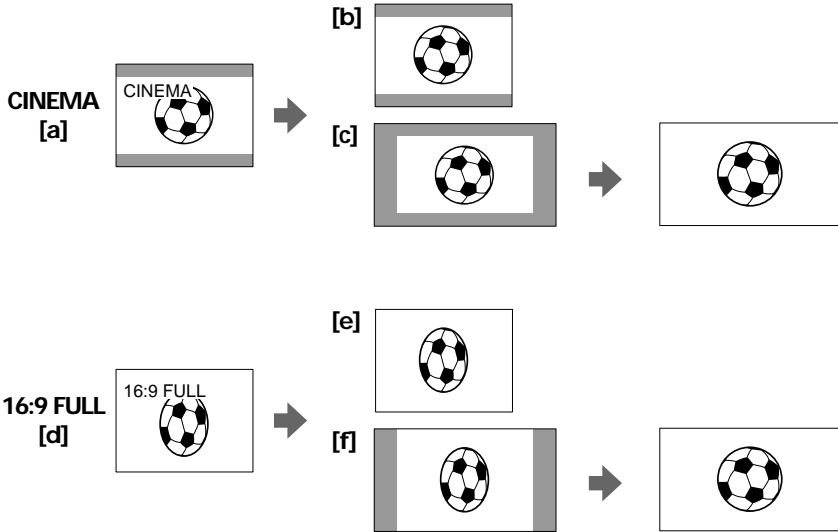 [b]
CINEMA
CINEMA
[a]
[c]
[e]
16:9 FULL
16:9 FULL
[d]
[f]